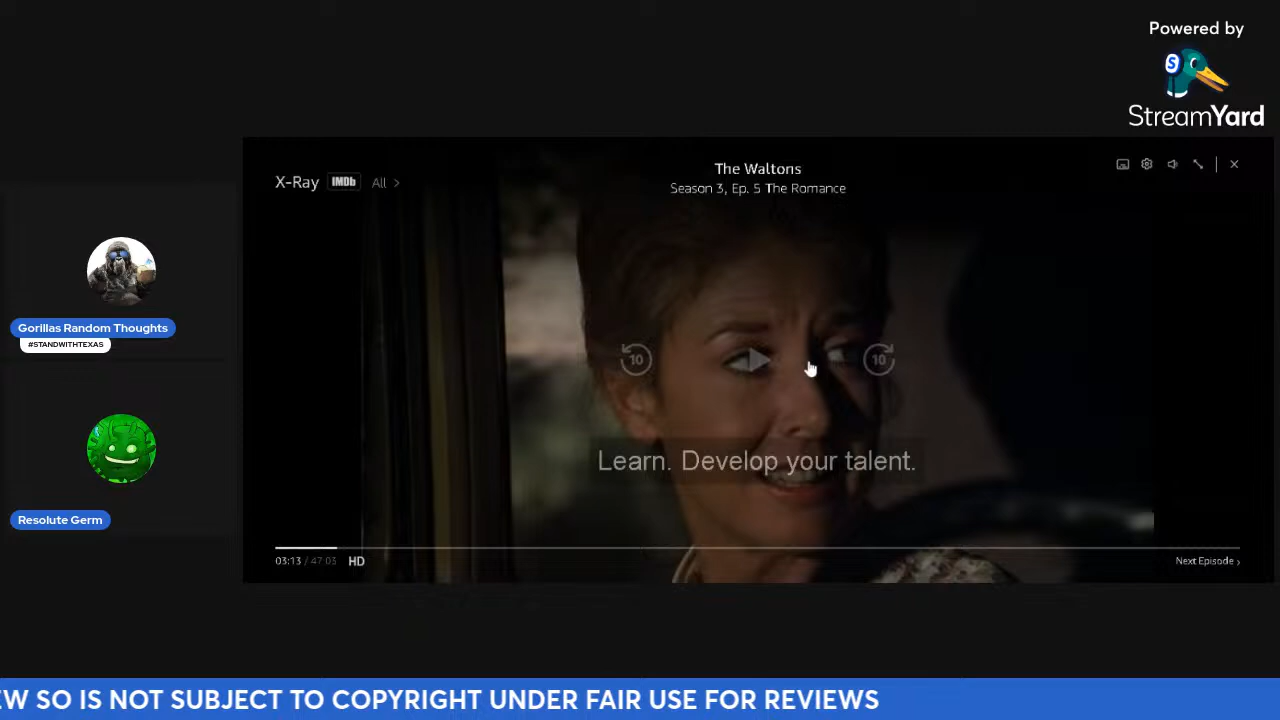 Powered by
StreamYard
The Waltons
X-Ray IMDb All
Season 3, Ep. 5 The Romance
10
10
Gorillas Random Thoughts
#STANDWITHTEXAS
Learn. Develop your talent.
Resolute Germ
03:13 / 47:03 HD
Next Episode
EW SO IS NOT SUBJECT TO COPYRIGHT UNDER FAIR USE FOR REVIEWS